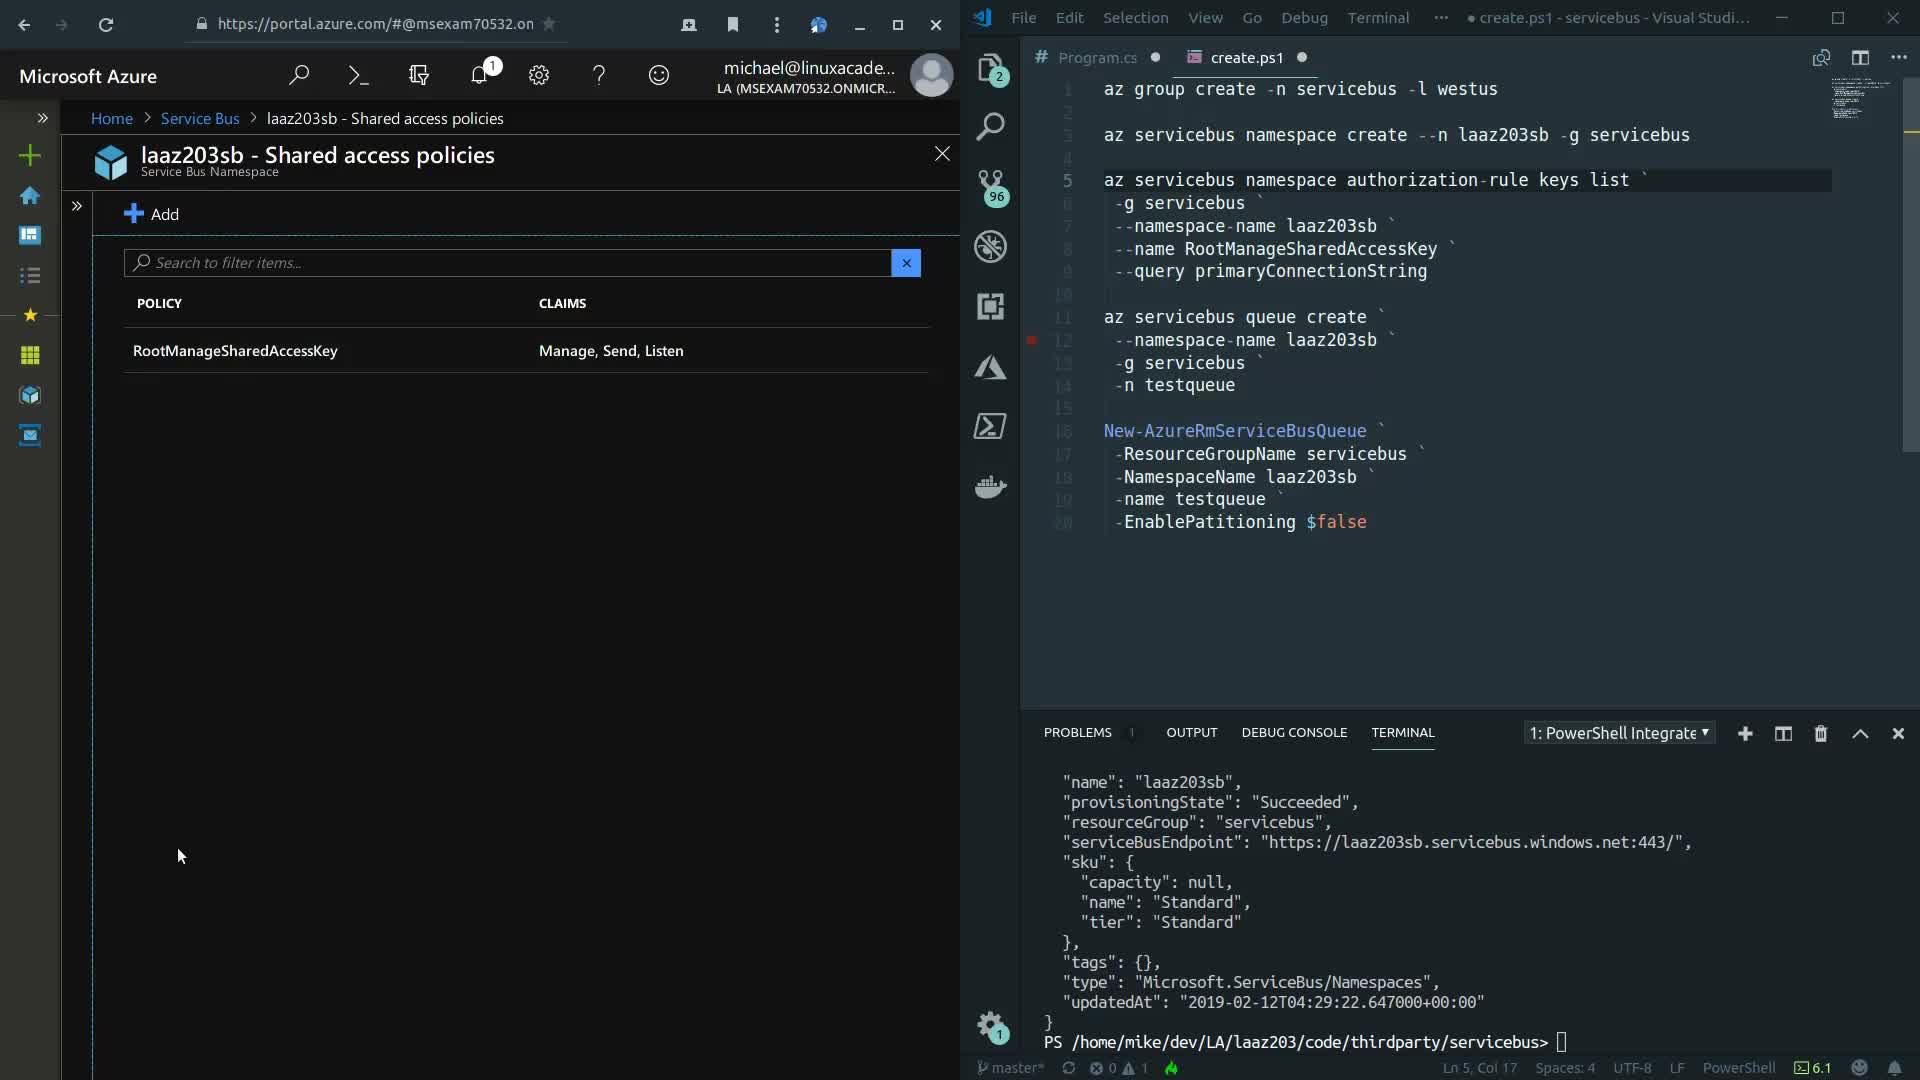 https://portal.azure.com/#@msexam70532.on
Microsoft Azure
1
michael@linuxacade...
LA (MSEXAM70532.ONMICR...
Home > Service Bus > laaz203sb - Shared access policies
laaz203sb - Shared access policies
Service Bus Namespace
Add
Search to filter items...
POLICY CLAIMS
RootManageSharedAccessKey Manage, Send, Listen
File Edit Selection View Go Debug Terminal ··· ● create.ps1 - servicebus - Visual Studi...
2
96
1
# Program.cs ● create.ps1 ●
1 az group create -n servicebus -l westus
2
3 az servicebus namespace create --n laaz203sb -g servicebus
4
5 az servicebus namespace authorization-rule keys list `
6 -g servicebus `
7 --namespace-name laaz203sb `
8 --name RootManageSharedAccessKey `
9 --query primaryConnectionString
10
11 az servicebus queue create `
12 --namespace-name laaz203sb `
13 -g servicebus `
14 -n testqueue
15
16 New-AzureRmServiceBusQueue `
17 -ResourceGroupName servicebus `
18 -NamespaceName laaz203sb `
19 -name testqueue `
20 -EnablePatitioning $false
PROBLEMS 1 OUTPUT DEBUG CONSOLE TERMINAL 1: PowerShell Integrate
"name": "laaz203sb",
"provisioningState": "Succeeded",
"resourceGroup": "servicebus",
"serviceBusEndpoint": "https://laaz203sb.servicebus.windows.net:443/",
"sku": {
"capacity": null,
"name": "Standard",
"tier": "Standard"
},
"tags": {},
"type": "Microsoft.ServiceBus/Namespaces",
"updatedAt": "2019-02-12T04:29:22.647000+00:00"
}
PS /home/mike/dev/LA/laaz203/code/thirdparty/servicebus>
master* 0 1 Ln 5, Col 17 Spaces: 4 UTF-8 LF PowerShell 6.1